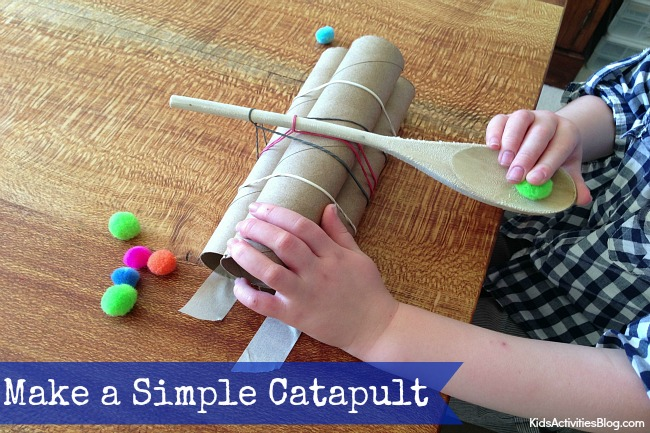 Make a Simple Catapult
KidsActivitiesBlog.com